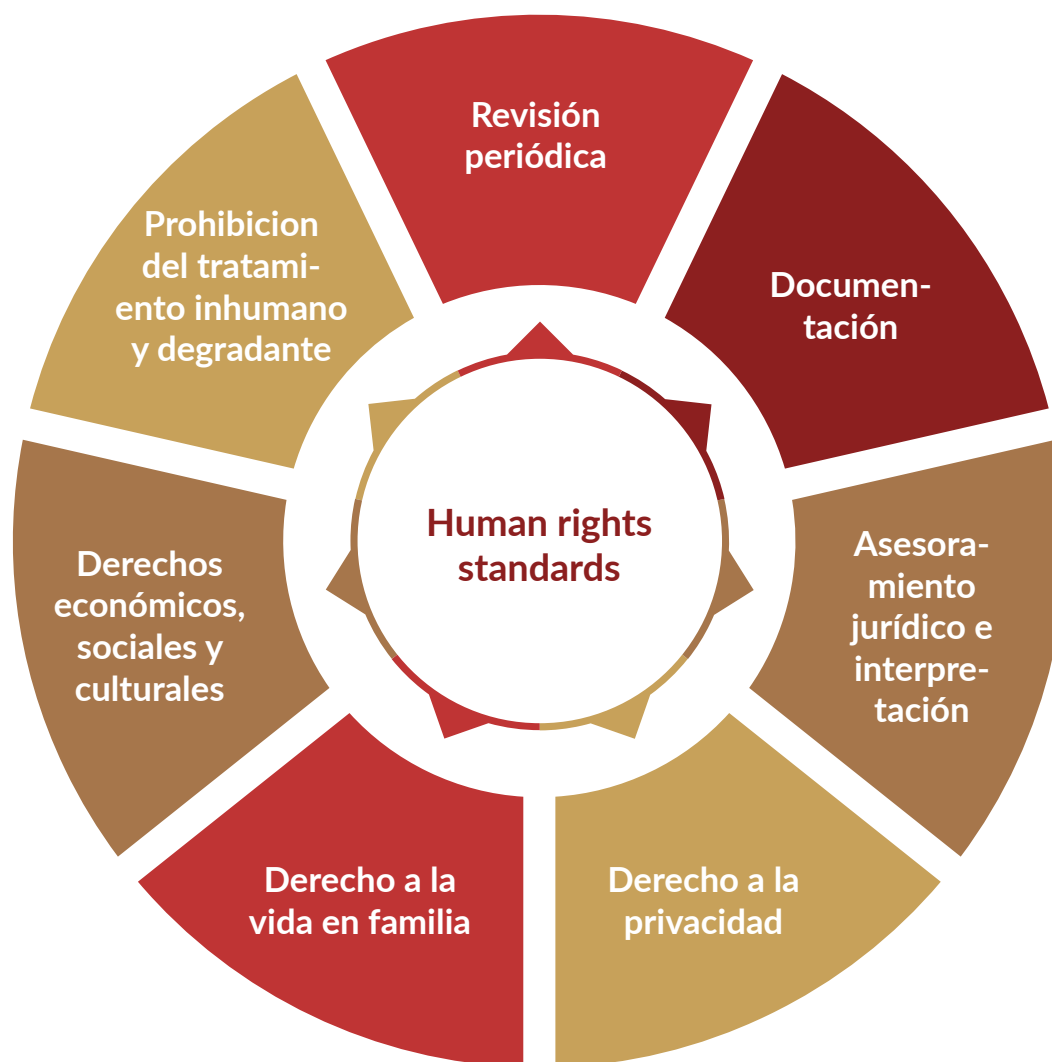 Revisión
periódica
Documen-
tación
Asesora-
miento
jurídico e
interpre-
tación
Derecho a la
privacidad
Derecho a la
vida en familia
Derechos
económicos,
sociales y
culturales
Prohibicion
del tratami-
ento inhumano
y degradante
Human rights
standards